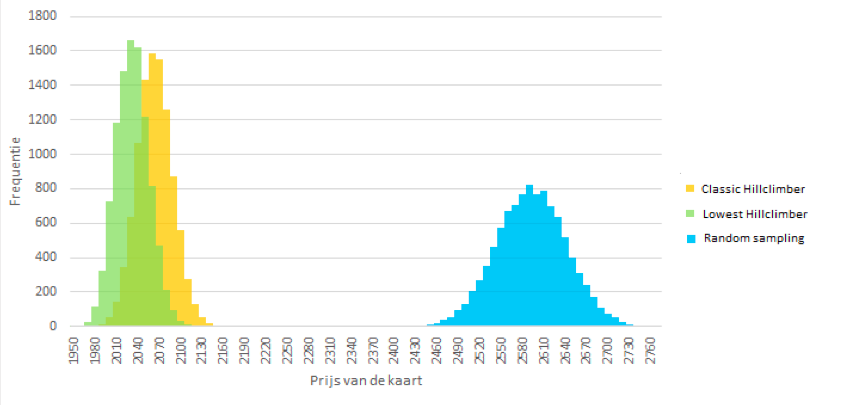 1800
1600
1400
1200
1000
800
600
400
200
0
Frequentie
1950 1980 2010 2040 2070 2100 2130 2160 2190 2220 2250 2280 2310 2340 2370 2400 2430 2460 2490 2520 2550 2580 2610 2640 2670 2700 2730 2760
Prijs van de kaart
Classic Hillclimber
Lowest Hillclimber
Random sampling